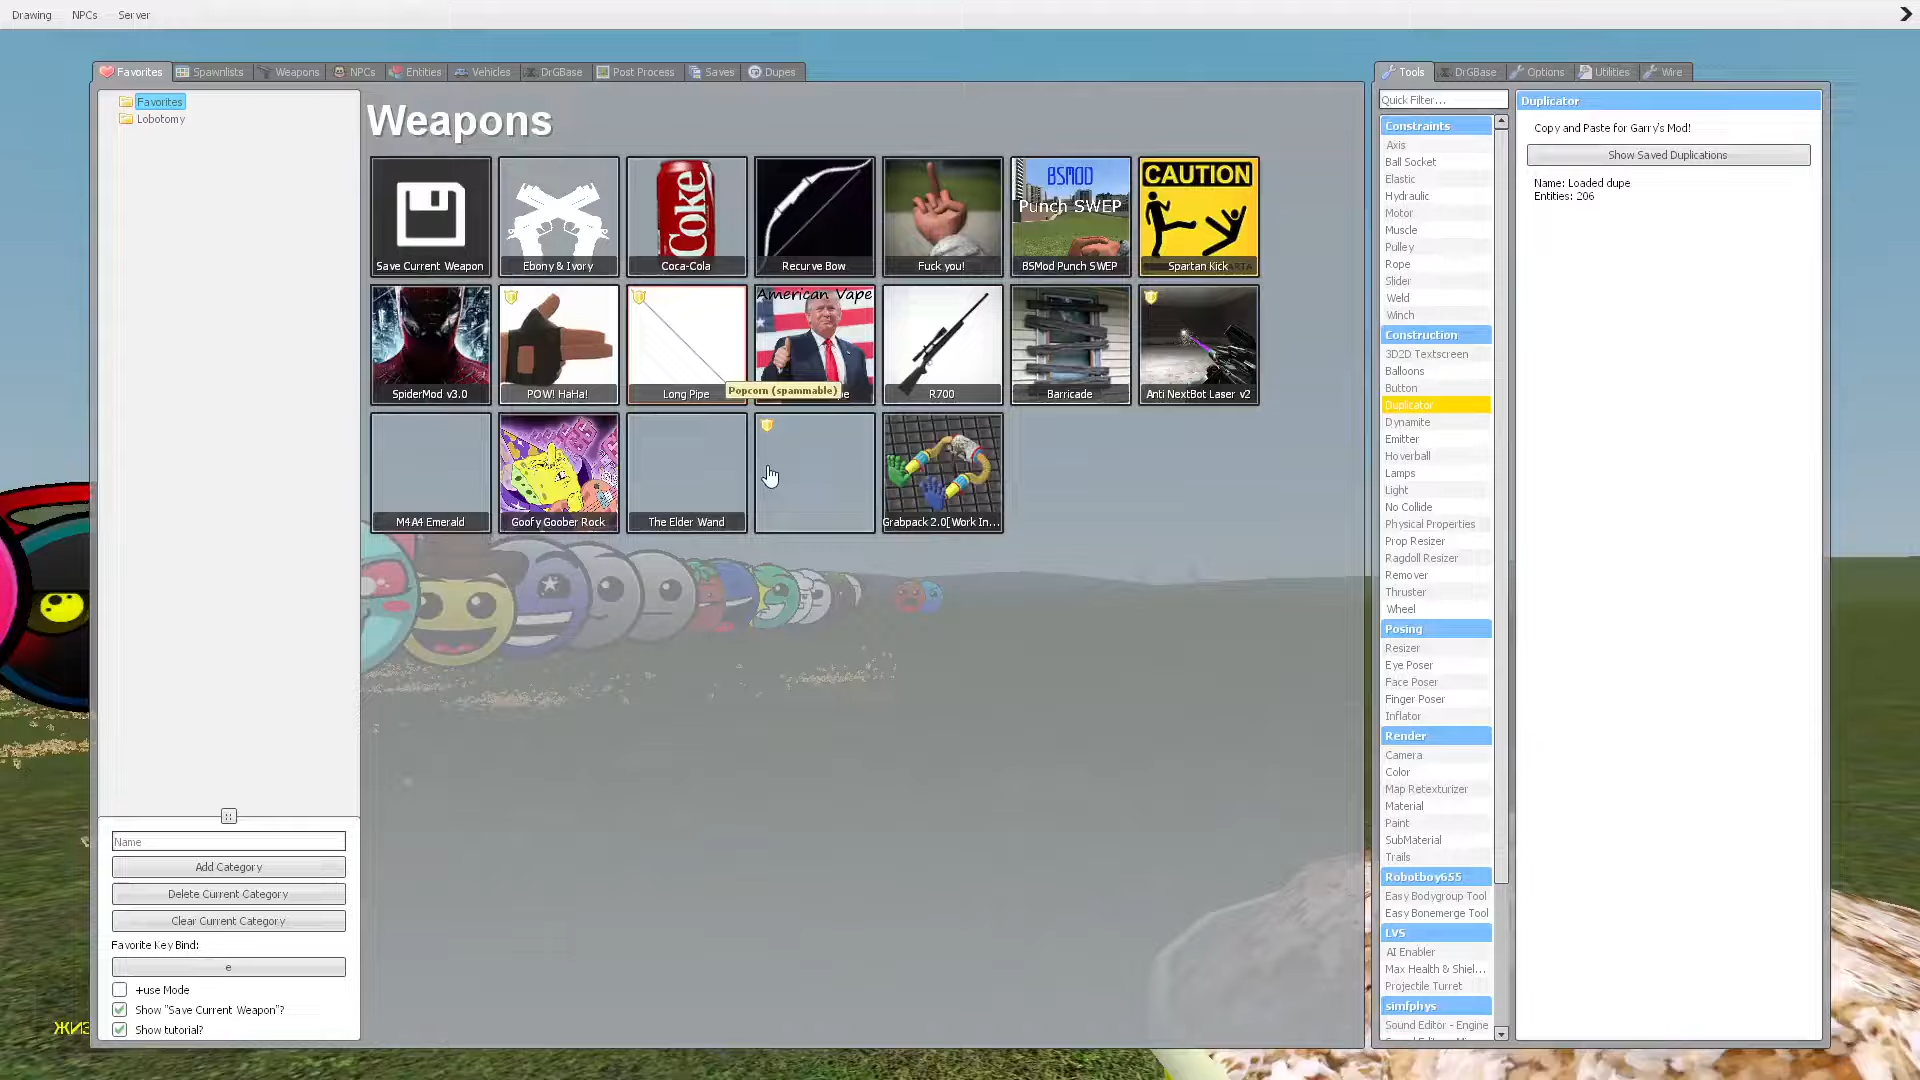 Drawing NPCs Server
Favorites Spawnlists Weapons NPCs Entities Vehicles DrGBase Post Process Saves Dupes
Favorites
Lobotomy
Weapons
Save Current Weapon
Ebony & Ivory
Coke
Coca-Cola
Recurve Bow
Fuck you!
BSMOD
Punch SWEP
BSMod Punch SWEP
CAUTION
Spartan Kick
SpiderMod v3.0
POW! HaHa!
Long Pipe
American Vape
Popcorn (spammable)
R700
Barricade
Anti NextBot Laser v2
M4A4 Emerald
Goofy Goober Rock
The Elder Wand
Grabpack 2.0[Work In...
Name
Add Category
Delete Current Category
Clear Current Category
Favorite Key Bind:
e
+use Mode
Show "Save Current Weapon"?
Show tutorial?
ЖИЗ
Tools DrGBase Options Utilities Wire
Quick Filter...
Constraints
Axis
Ball Socket
Elastic
Hydraulic
Motor
Muscle
Pulley
Rope
Slider
Weld
Winch
Construction
3D2D Textscreen
Balloons
Button
Duplicator
Dynamite
Emitter
Hoverball
Lamps
Light
No Collide
Physical Properties
Prop Resizer
Ragdoll Resizer
Remover
Thruster
Wheel
Posing
Resizer
Eye Poser
Face Poser
Finger Poser
Inflator
Render
Camera
Color
Map Retexturizer
Material
Paint
SubMaterial
Trails
Robotboy655
Easy Bodygroup Tool
Easy Bonemerge Tool
LVS
AI Enabler
Max Health & Shiel...
Projectile Turret
simfphys
Sound Editor - Engine
Duplicator
Copy and Paste for Garry's Mod!
Show Saved Duplications
Name: Loaded dupe
Entities: 206